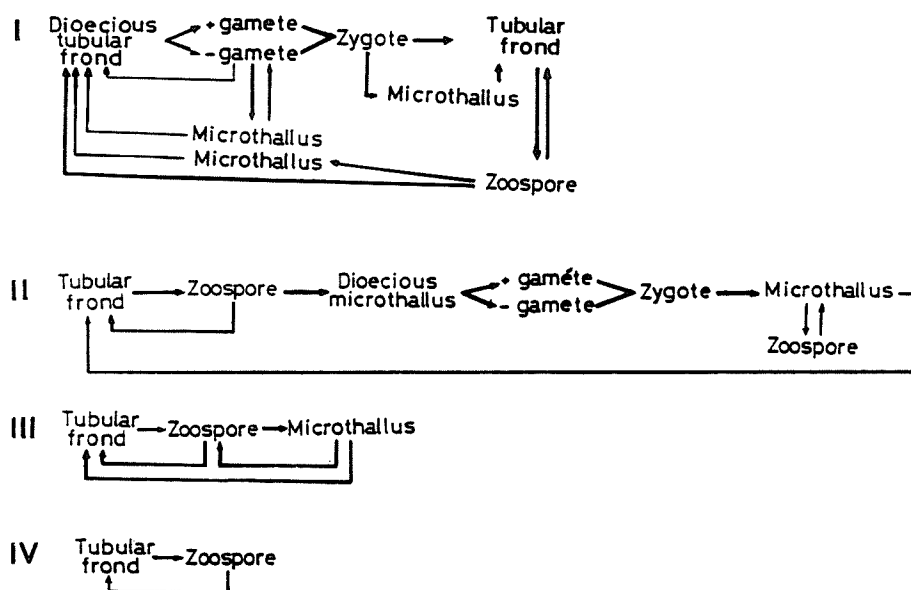 I
Dioecious
tubular
frond
+ gamete
- gamete
Zygote
Tubular
frond
Microthallus
Microthallus
Microthallus
Zoospore
II
Tubular
frond
Zoospore
Dioecious
microthallus
+ gaméte
- gamete
Zygote
Microthallus
Zoospore
III
Tubular
frond
Zoospore
Microthallus
IV
Tubular
frond
Zoospore